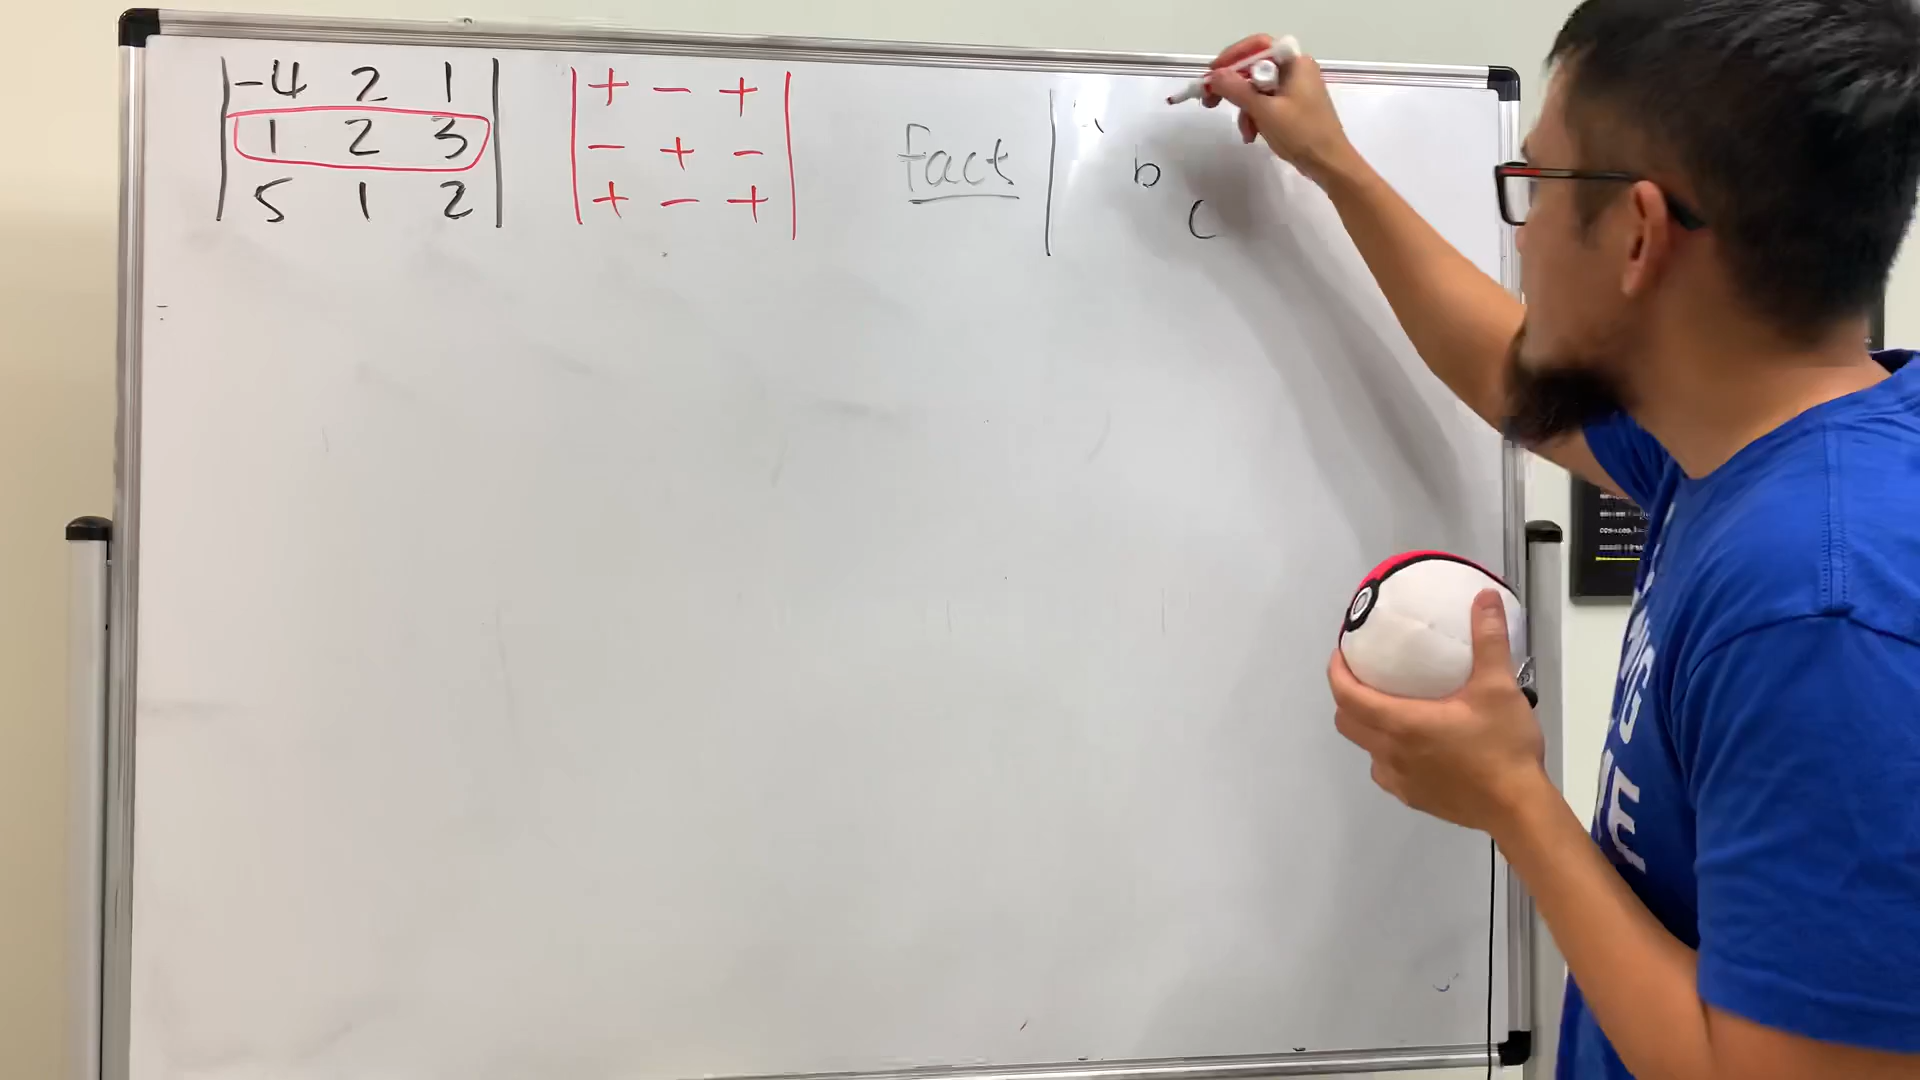 |-4 2 1|
|1 2 3|
|5 1 2|
|+ - +|
|- + -|
|+ - +|
fact
b
c